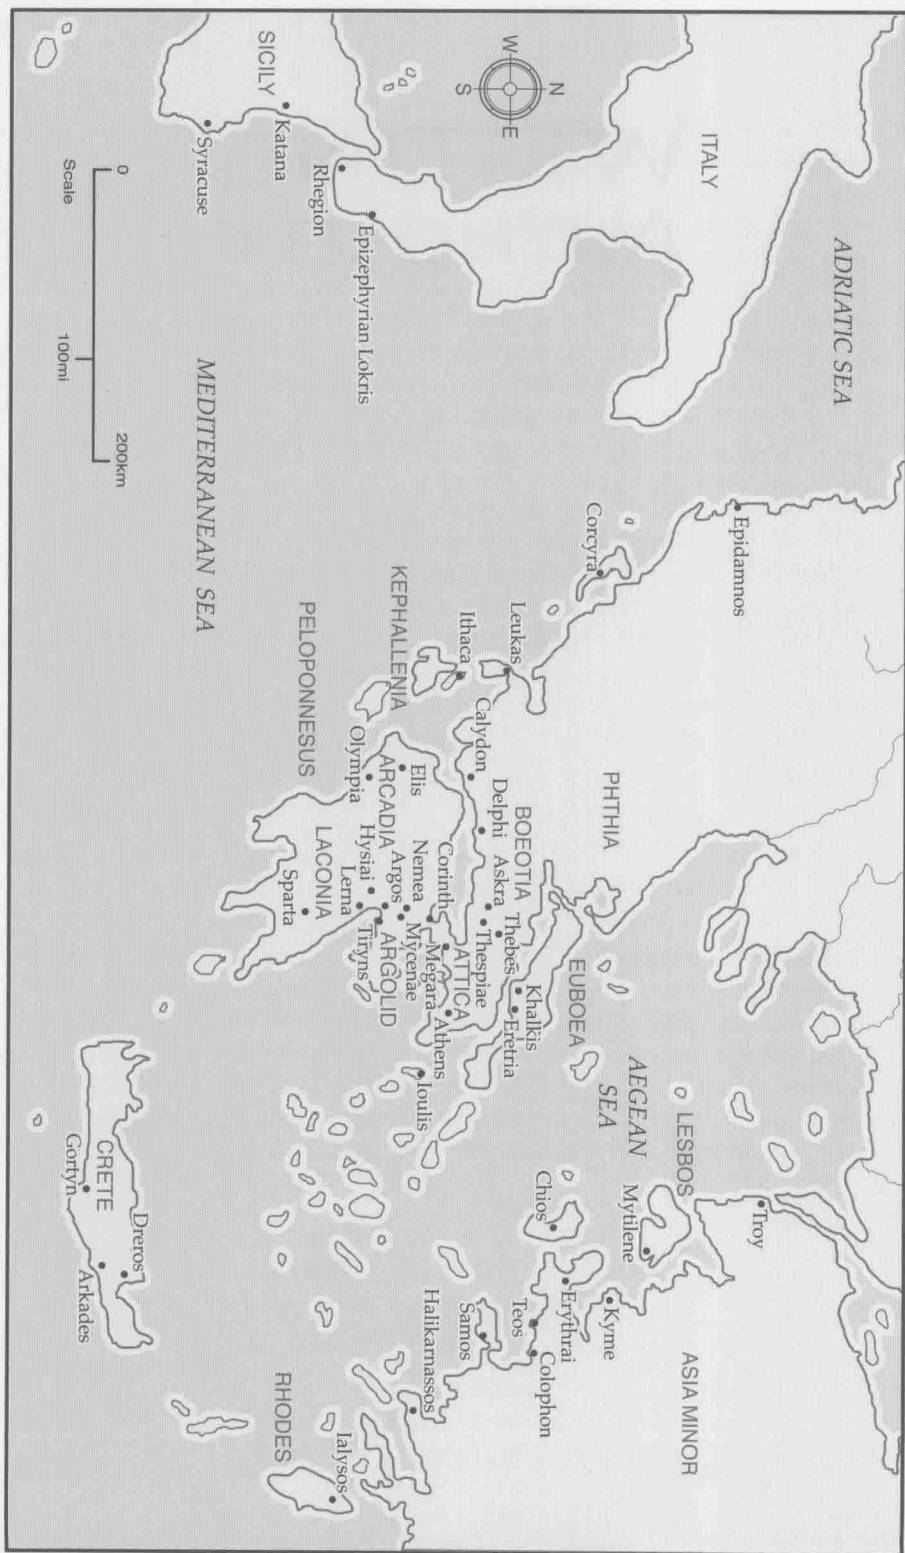 ADRIATIC SEA
ITALY
N
W
E
S
SICILY
Katana
Syracuse
Rhegion
Epizephyrian Lokris
0
Scale
100mi
200km
MEDITERRANEAN SEA
Epidamnos
Corcyra
Leukas
Ithaca
KEPHALLENIA
PELOPONNESUS
PHTHIA
BOEOTIA
Calydon
Delphi
Askra
Thebes
Thespiae
Khalkis
Eretria
EUBOEA
ATTICA
Athens
Megara
Corinth
Nemea
Mycenae
Argos
ARGOLID
Tiryns
Lerna
Hysiai
ARCADIA
Elis
Olympia
LACONIA
Sparta
Ioulis
AEGEAN
SEA
LESBOS
Mytilene
Troy
Chios
Erythrai
Kyme
Teos
Colophon
Samos
Halikarnassos
ASIA MINOR
RHODES
Ialysos
CRETE
Gortyn
Dreros
Arkades